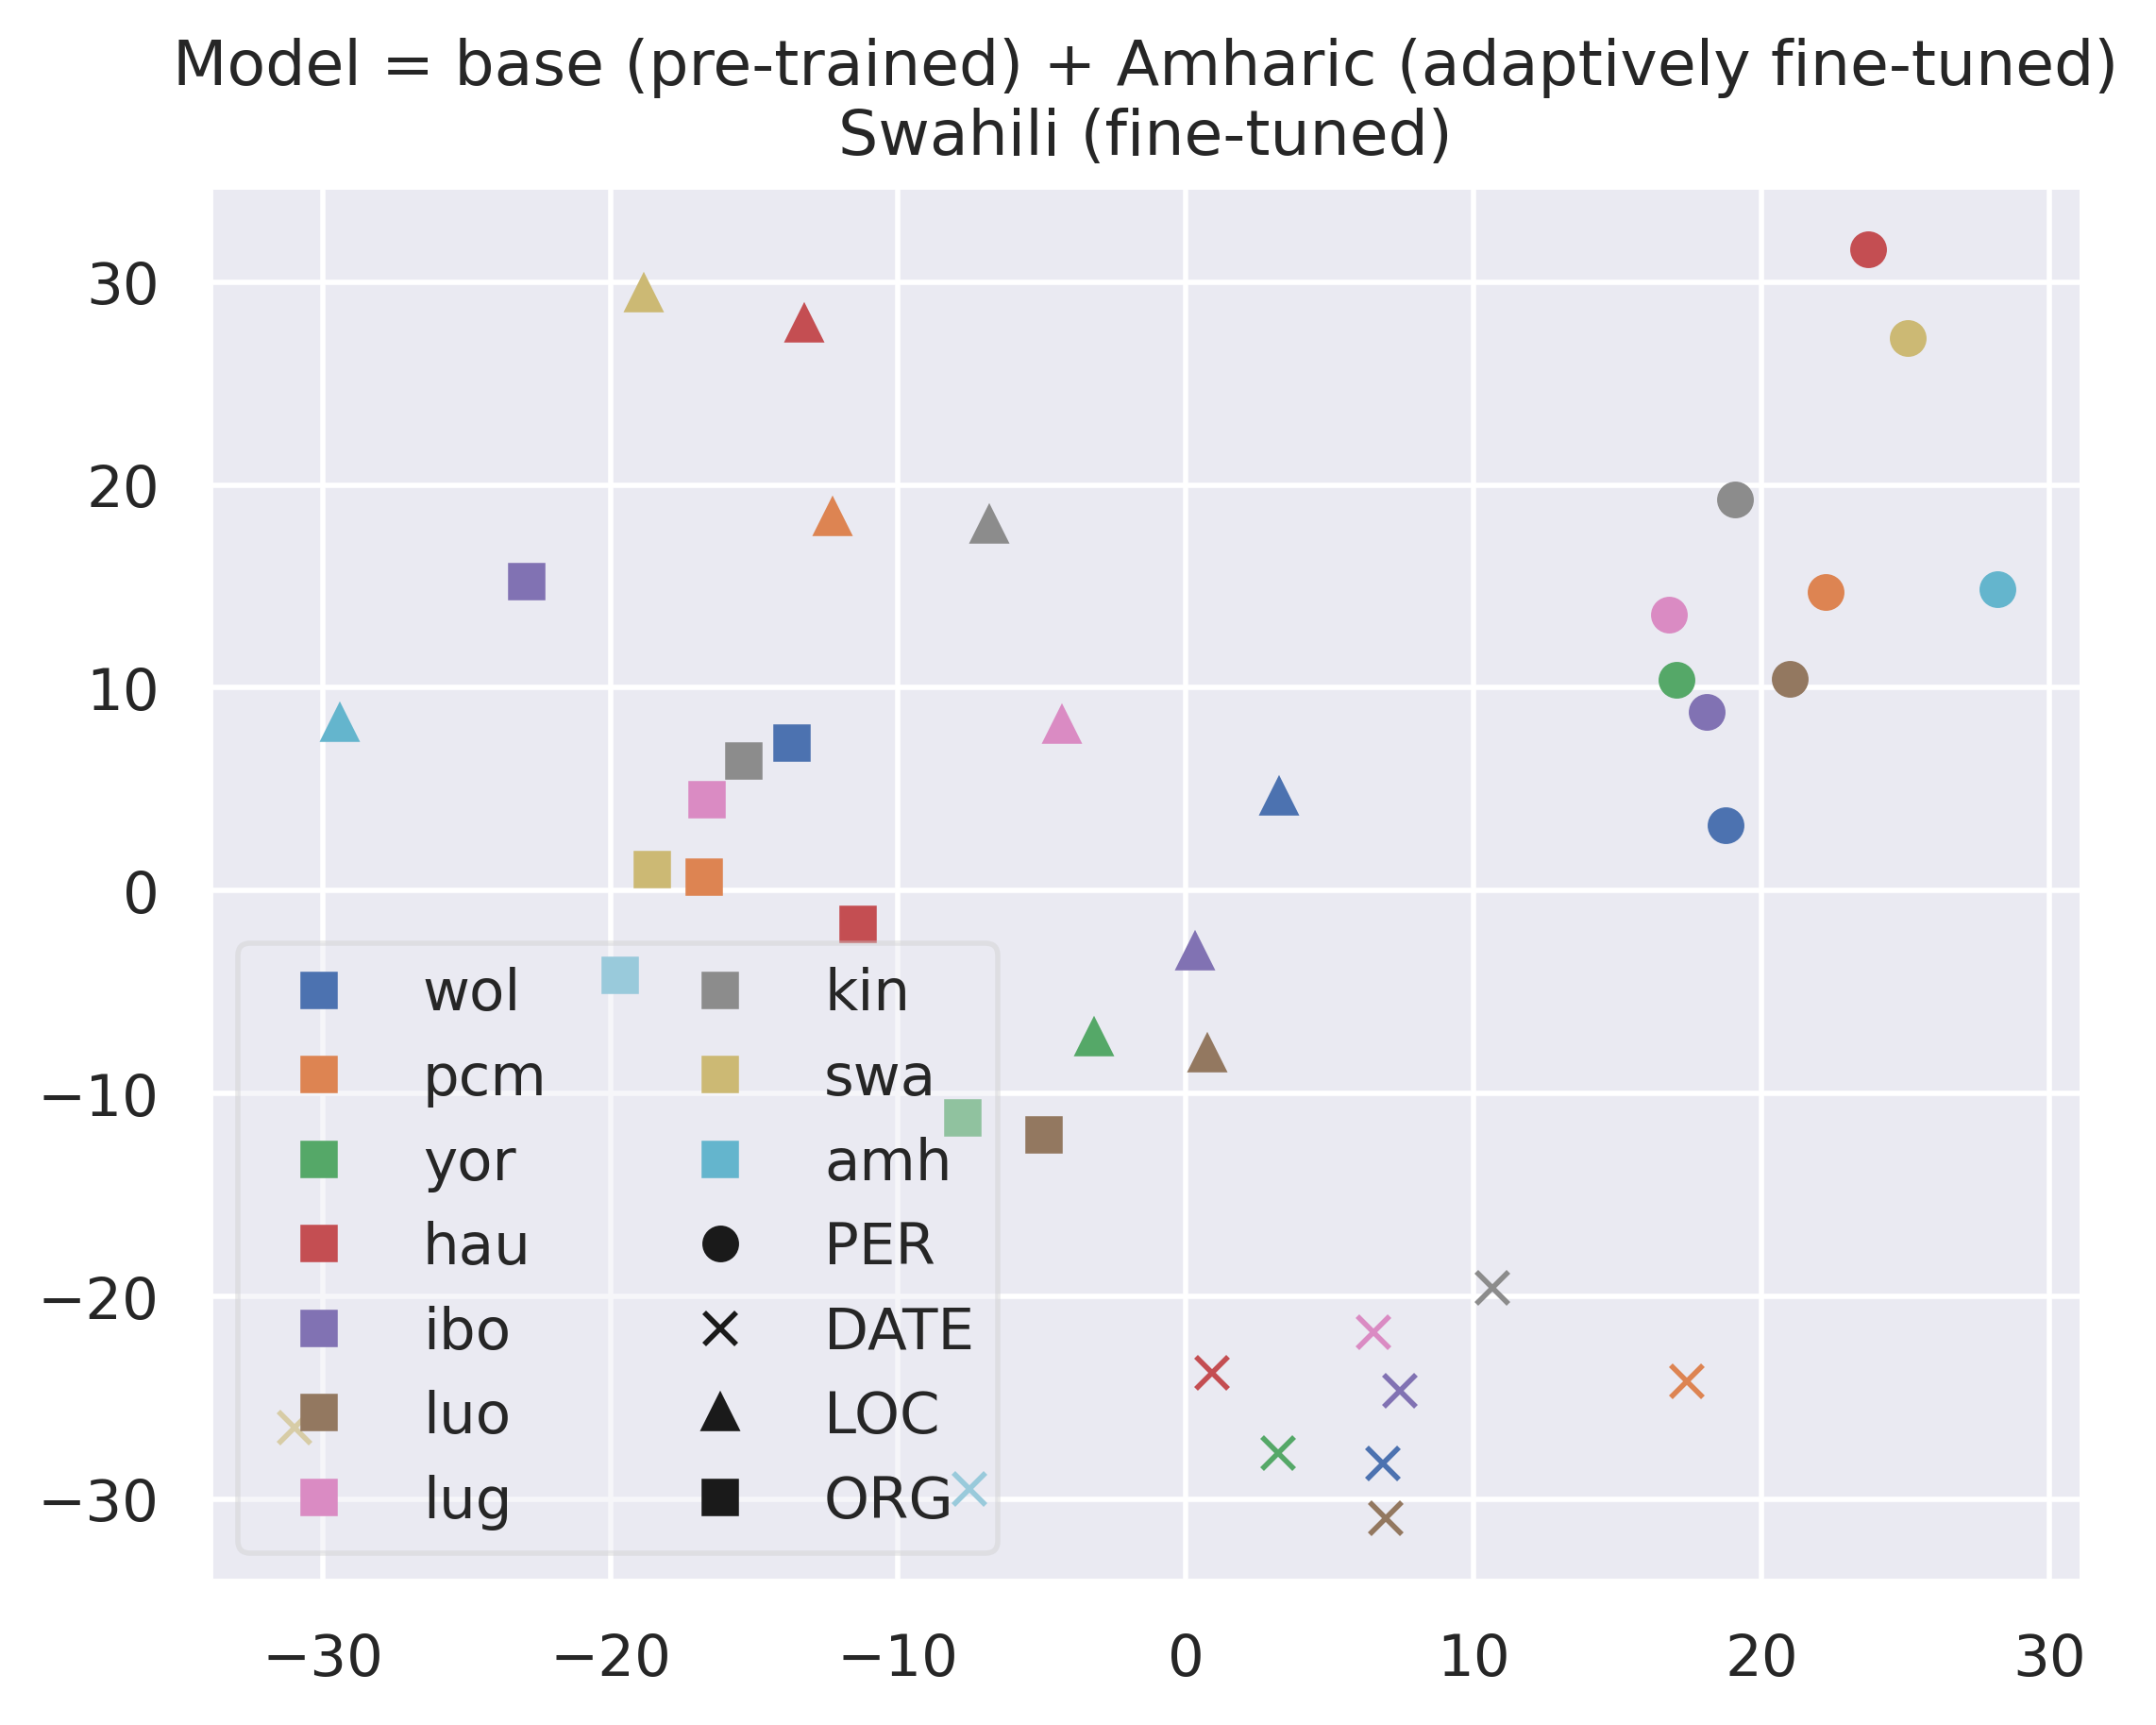 Model = base (pre-trained) + Amharic (adaptively fine-tuned)
Swahili (fine-tuned)
30
20
10
0
−10
−20
−30
wol
pcm
yor
hau
ibo
luo
lug
kin
swa
amh
PER
DATE
LOC
ORG
−30 −20 −10 0 10 20 30